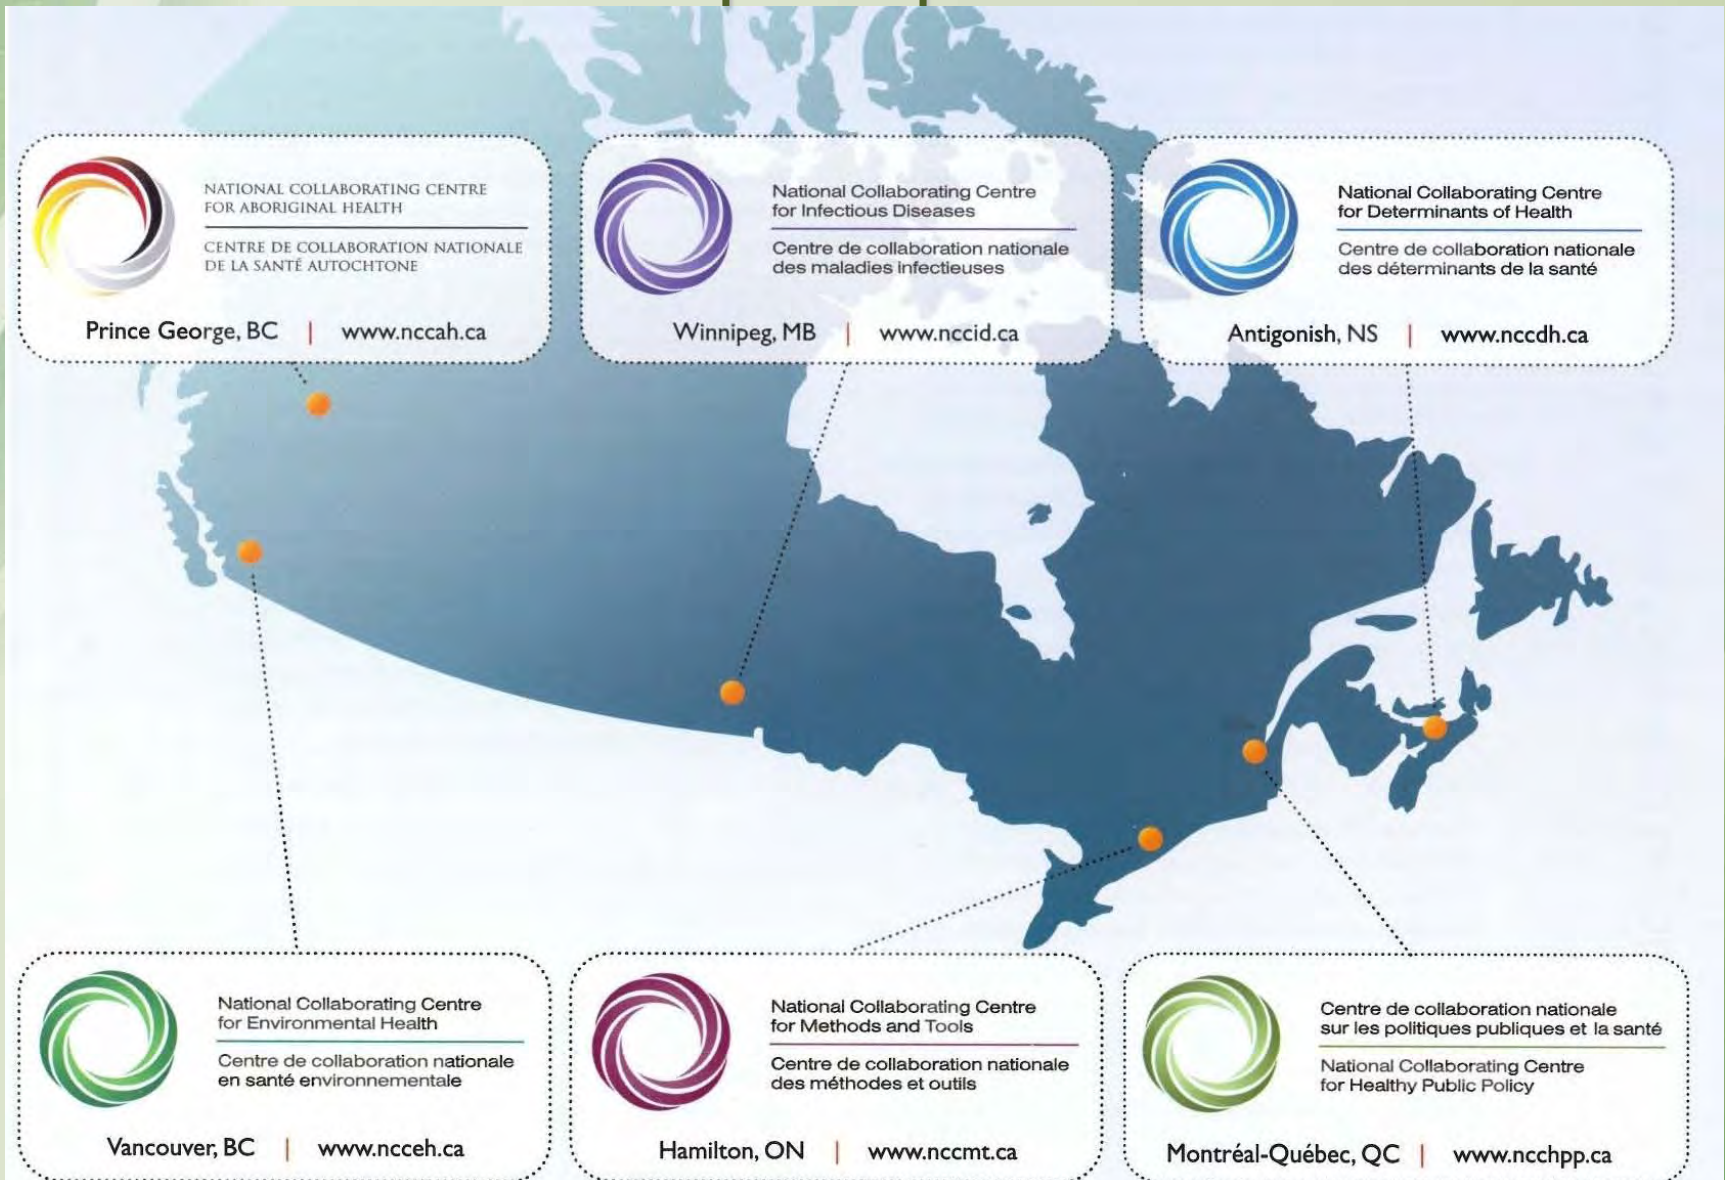 NATIONAL COLLABORATING CENTRE
FOR ABORIGINAL HEALTH
CENTRE DE COLLABORATION NATIONALE
DE LA SANTÉ AUTOCHTONE
Prince George, BC | www.nccah.ca
National Collaborating Centre
for Infectious Diseases
Centre de collaboration nationale
des maladies infectieuses
Winnipeg, MB | www.nccid.ca
National Collaborating Centre
for Determinants of Health
Centre de collaboration nationale
des déterminants de la santé
Antigonish, NS | www.nccdh.ca
National Collaborating Centre
for Environmental Health
Centre de collaboration nationale
en santé environnementale
Vancouver, BC | www.ncceh.ca
National Collaborating Centre
for Methods and Tools
Centre de collaboration nationale
des méthodes et outils
Hamilton, ON | www.nccmt.ca
Centre de collaboration nationale
sur les politiques publiques et la santé
National Collaborating Centre
for Healthy Public Policy
Montréal-Québec, QC | www.ncchpp.ca